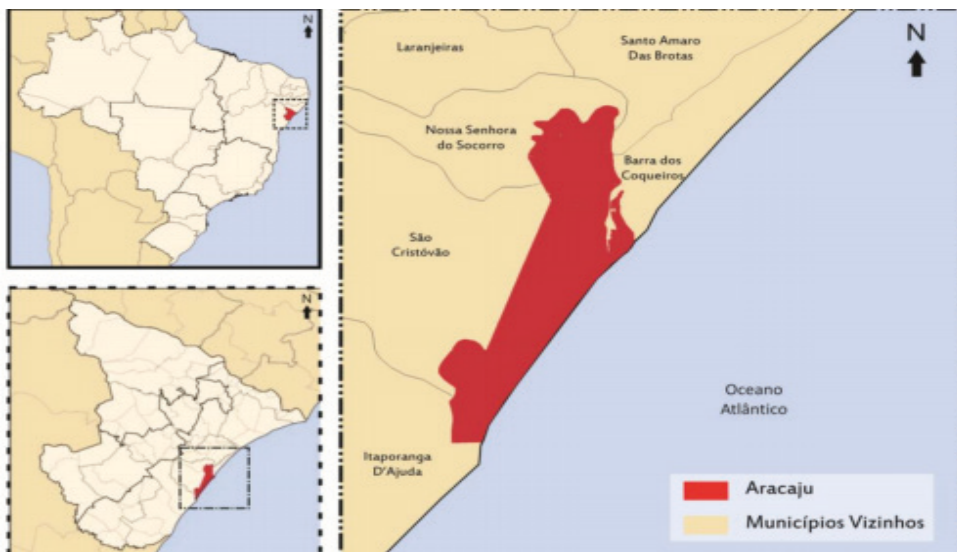 N
N
Laranjeiras
Santo Amaro
Das Brotas
N
Nossa Senhora
do Socorro
Barra dos
Coqueiros
São
Cristóvão
Oceano
Atlântico
Itaporanga
D'Ajuda
Aracaju
Municípios Vizinhos